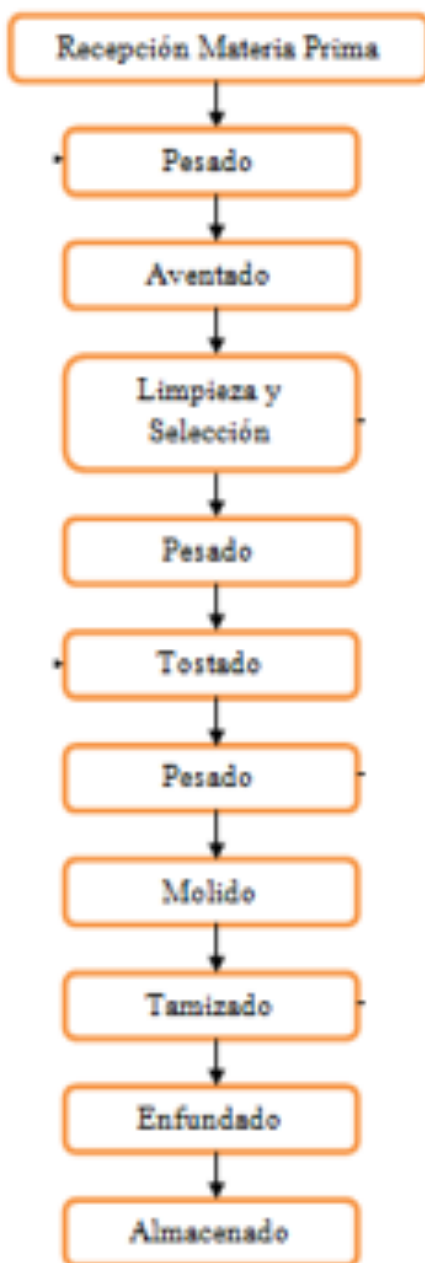 Recepción Materia Prima
Pesado
Aventado
Limpieza y
Selección
Pesado
Tostado
Pesado
Molido
Tamizado
Enfundado
Almacenado